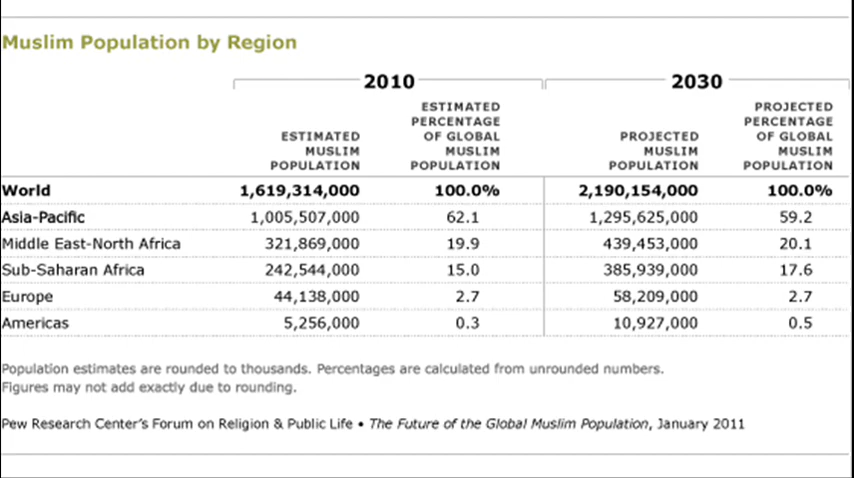 Muslim Population by Region
2010 2030
ESTIMATED MUSLIM POPULATION ESTIMATED PERCENTAGE OF GLOBAL MUSLIM POPULATION PROJECTED MUSLIM POPULATION PROJECTED PERCENTAGE OF GLOBAL MUSLIM POPULATION
World 1,619,314,000 100.0% 2,190,154,000 100.0%
Asia-Pacific 1,005,507,000 62.1 1,295,625,000 59.2
Middle East-North Africa 321,869,000 19.9 439,453,000 20.1
Sub-Saharan Africa 242,544,000 15.0 385,939,000 17.6
Europe 44,138,000 2.7 58,209,000 2.7
Americas 5,256,000 0.3 10,927,000 0.5
Population estimates are rounded to thousands. Percentages are calculated from unrounded numbers.
Figures may not add exactly due to rounding.
Pew Research Center’s Forum on Religion & Public Life • The Future of the Global Muslim Population, January 2011